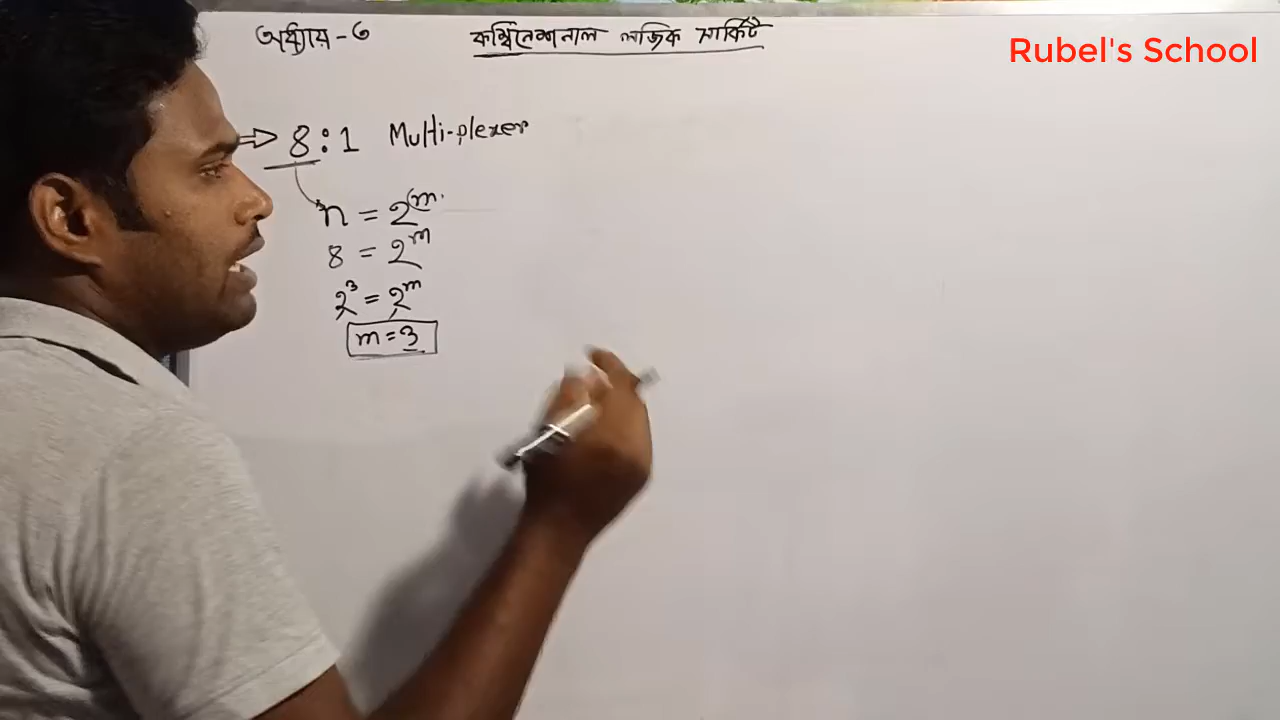 অধ্যায় - ৩ কম্বিনেশনাল লজিক সার্কিট
Rubel's School
⇒ 8:1 Multi-plexer
n = 2^m
8 = 2^m
2^3 = 2^m
m = 3